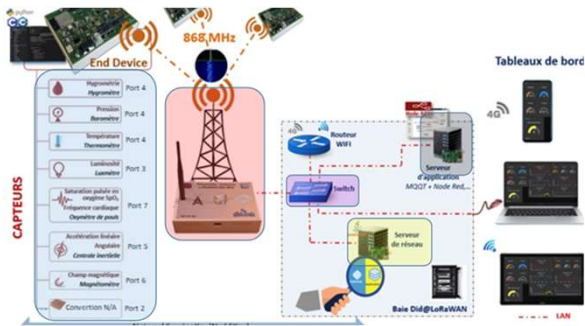 python
End Device
868 MHz
Tableaux de bord
CAPTEURS
Hygrométrie
Hygromètre
Port 4
Pression
Baromètre
Port 4
Température
Thermomètre
Port 4
Luminosité
Luxmètre
Port 3
Saturation pulsée en
oxygène SpO₂
Fréquence cardiaque
Oxymètre de pouls
Port 7
Accélération linéaire
Angulaire
Centrale inertielle
Port 5
Champ magnétique
Magnétomètre
Port 6
Convertion N/A
Port 2
4G
Routeur
WIFI
Switch
Serveur
d'application
MQQT + Node Red,...
Serveur
de réseau
Baie Did@LoRaWAN
4G
LAN